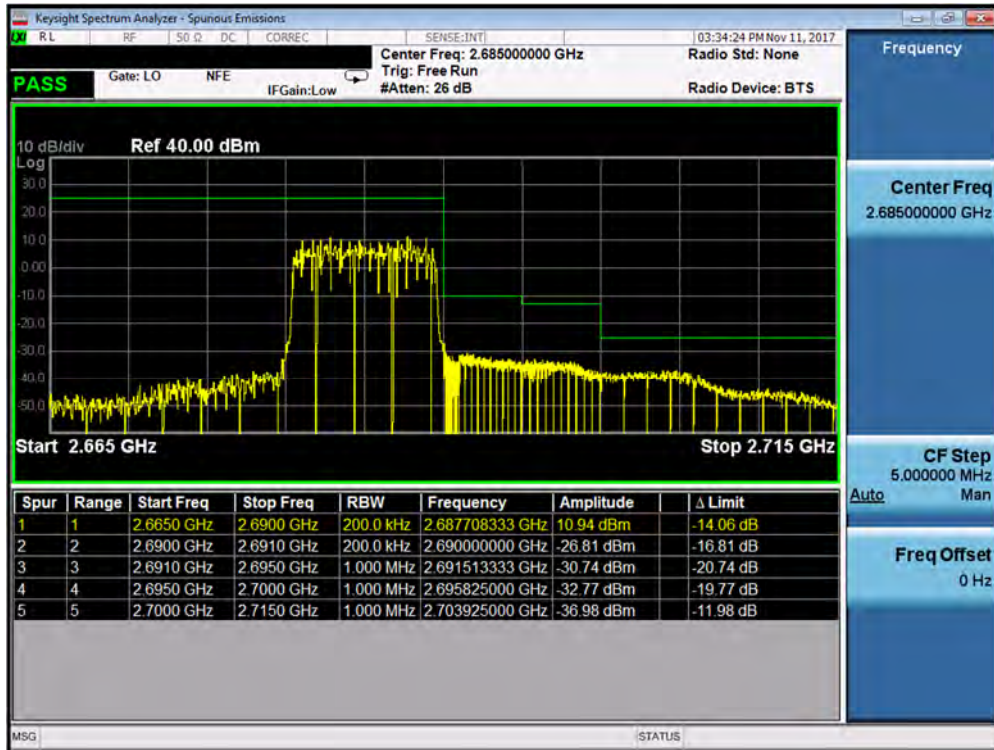 Keysight Spectrum Analyzer - Spurious Emissions
LXI RL RF 50 Ω DC CORREC SENSE:INT 03:34:24 PM Nov 11, 2017
Center Freq: 2.685000000 GHz Radio Std: None
Trig: Free Run
PASS Gate: LO NFE IFGain:Low #Atten: 26 dB Radio Device: BTS
Frequency
10 dB/div Ref 40.00 dBm
Log
30.0
20.0
10.0
0.00
-10.0
-20.0
-30.0
-40.0
-50.0
Start 2.665 GHz Stop 2.715 GHz
Center Freq
2.685000000 GHz
CF Step
5.000000 MHz
Auto Man
Freq Offset
0 Hz
Spur Range Start Freq Stop Freq RBW Frequency Amplitude Δ Limit
1 1 2.6650 GHz 2.6900 GHz 200.0 kHz 2.687708333 GHz 10.94 dBm -14.06 dB
2 2 2.6900 GHz 2.6910 GHz 200.0 kHz 2.690000000 GHz -26.81 dBm -16.81 dB
3 3 2.6910 GHz 2.6950 GHz 1.000 MHz 2.691513333 GHz -30.74 dBm -20.74 dB
4 4 2.6950 GHz 2.7000 GHz 1.000 MHz 2.695825000 GHz -32.77 dBm -19.77 dB
5 5 2.7000 GHz 2.7150 GHz 1.000 MHz 2.703925000 GHz -36.98 dBm -11.98 dB
MSG STATUS